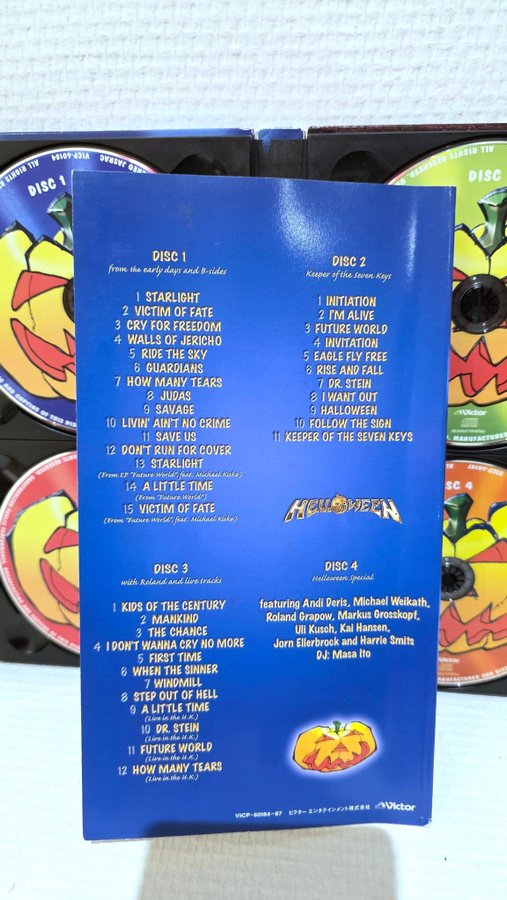 DISC 1
from the early days and B-sides
1 STARLIGHT
2 VICTIM OF FATE
3 CRY FOR FREEDOM
4 WALLS OF JERICHO
5 RIDE THE SKY
6 GUARDIANS
7 HOW MANY TEARS
8 JUDAS
9 SAVAGE
10 LIVIN' AIN'T NO CRIME
11 SAVE US
12 DON'T RUN FOR COVER
13 STARLIGHT
(From EP "Future World", feat. Michael Kiske)
14 A LITTLE TIME
(From "Future World")
15 VICTIM OF FATE
(From "Future World", feat. Michael Kiske)
DISC 2
Keeper of the Seven Keys
1 INITIATION
2 I'M ALIVE
3 FUTURE WORLD
4 INVITATION
5 EAGLE FLY FREE
6 RISE AND FALL
7 DR. STEIN
8 I WANT OUT
9 HALLOWEEN
10 FOLLOW THE SIGN
11 KEEPER OF THE SEVEN KEYS
HELLOWEEN
DISC 3
with Roland and live tracks
1 KIDS OF THE CENTURY
2 MANKIND
3 THE CHANCE
4 I DON'T WANNA CRY NO MORE
5 FIRST TIME
6 WHEN THE SINNER
7 WINDMILL
8 STEP OUT OF HELL
9 A LITTLE TIME
(Live in the U.K.)
10 DR. STEIN
(Live in the U.K.)
11 FUTURE WORLD
(Live in the U.K.)
12 HOW MANY TEARS
(Live in the U.K.)
DISC 4
Helloween Special
featuring Andi Deris, Michael Weikath,
Roland Grapow, Markus Grosskopf,
Uli Kusch, Kai Hansen,
Jorn Ellerbrock and Harrie Smits
DJ: Masa Ito
VICP-60184~87 ビクター エンタテインメント株式会社 Victor
DISC 1
VICP-60184
DISC
Victor
DISC 4
Victor